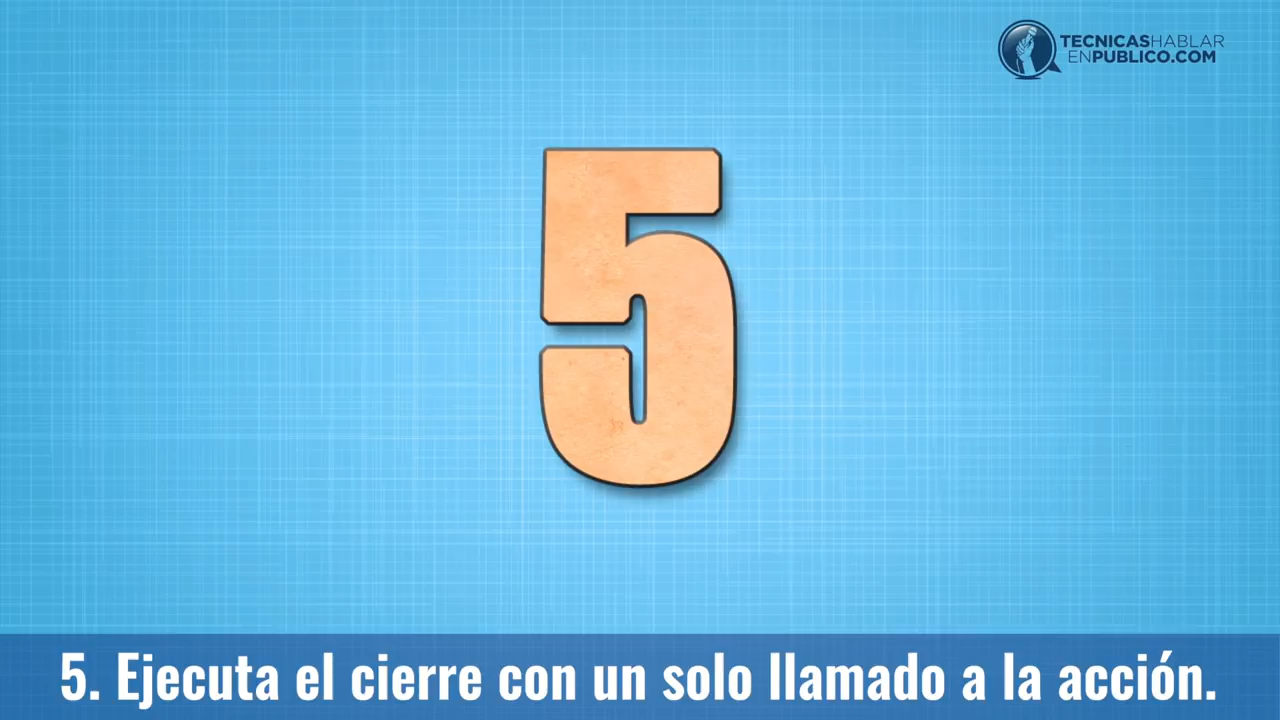 TECNICASHABLAR
ENPUBLICO.COM
5
5. Ejecuta el cierre con un solo llamado a la acción.